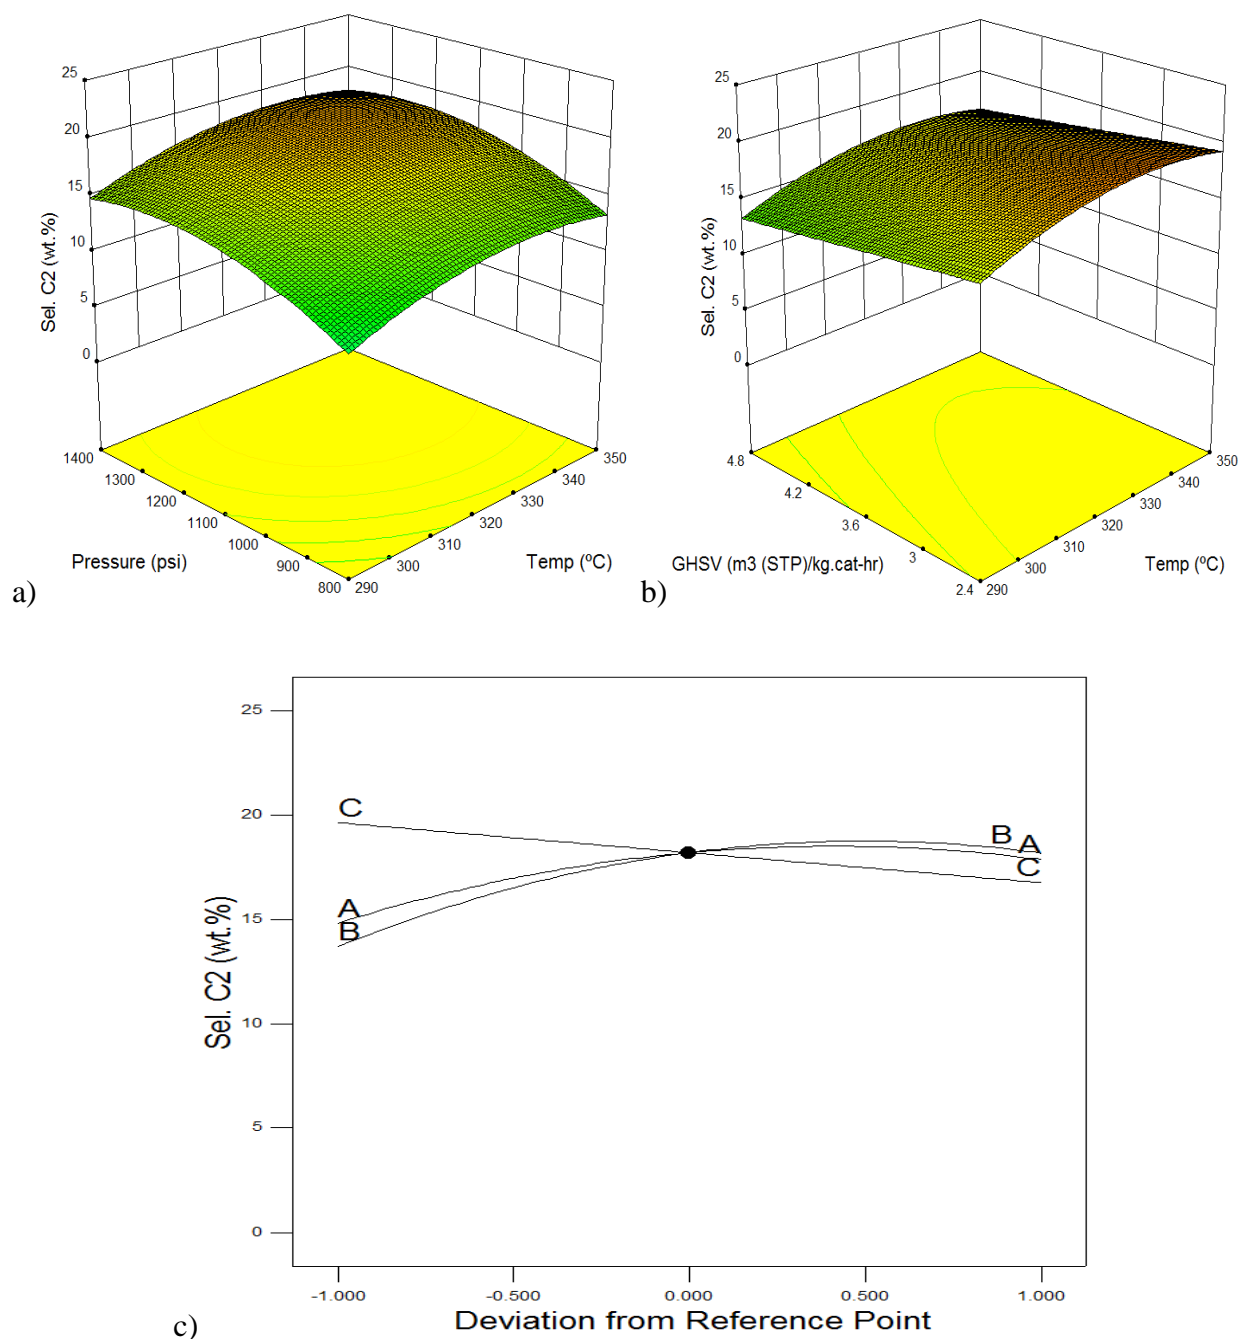 25
20
15
10
5
0
Sel. C2 (wt.%)
1400
1300
1200
1100
1000
900
800
Pressure (psi)
290
300
310
320
330
340
350
Temp (ºC)
a)
25
20
15
10
5
0
Sel. C2 (wt.%)
4.8
4.2
3.6
3
2.4
GHSV (m3 (STP)/kg.cat-hr)
290
300
310
320
330
340
350
Temp (ºC)
b)
25
20
15
10
5
0
Sel. C2 (wt.%)
C
A
B
B
A
C
-1.000
-0.500
0.000
0.500
1.000
Deviation from Reference Point
c)